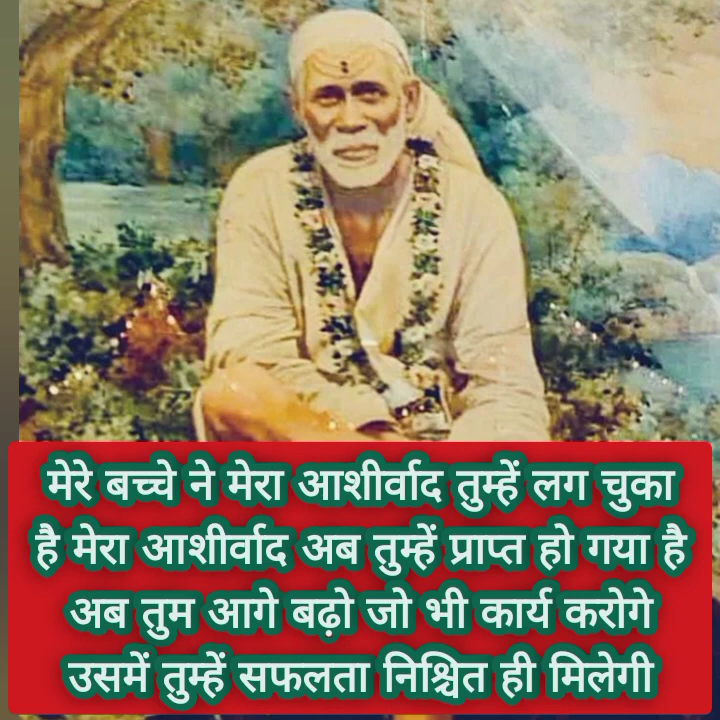 मेरे बच्चे ने मेरा आशीर्वाद तुम्हें लग चुका
है मेरा आशीर्वाद अब तुम्हें प्राप्त हो गया है
अब तुम आगे बढ़ो जो भी कार्य करोगे
उसमें तुम्हें सफलता निश्चित ही मिलेगी